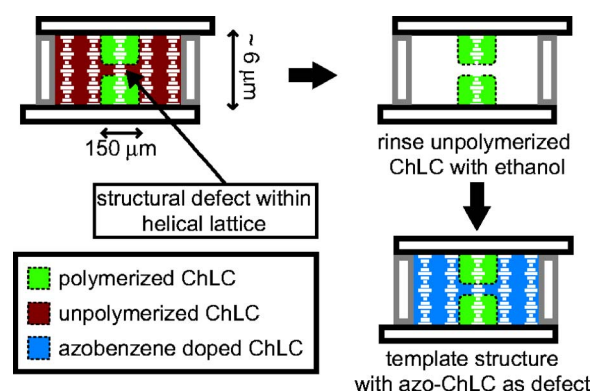 ~ 6 μm
150 μm
structural defect within
helical lattice
polymerized ChLC
unpolymerized ChLC
azobenzene doped ChLC
rinse unpolymerized
ChLC with ethanol
template structure
with azo-ChLC as defect